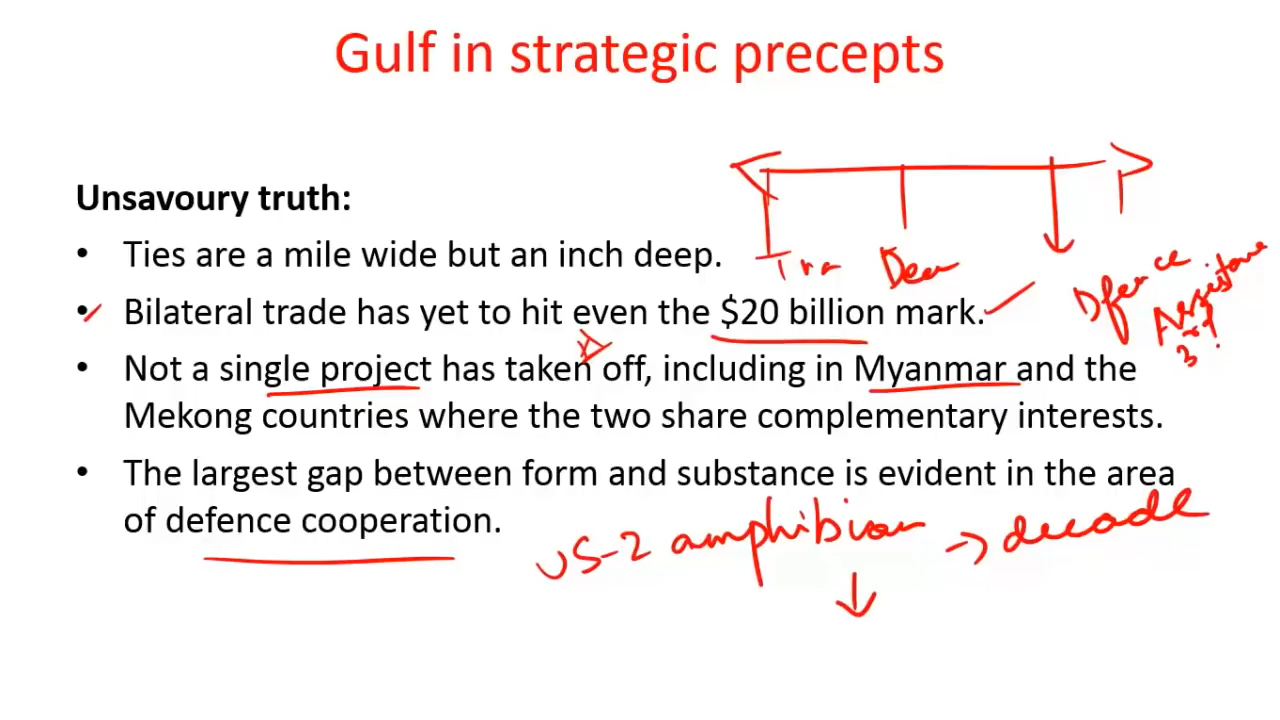 Gulf in strategic precepts
Unsavoury truth:
• Ties are a mile wide but an inch deep.
• Bilateral trade has yet to hit even the $20 billion mark.
• Not a single project has taken off, including in Myanmar and the
Mekong countries where the two share complementary interests.
• The largest gap between form and substance is evident in the area
of defence cooperation.
US-2 amphibian → decade